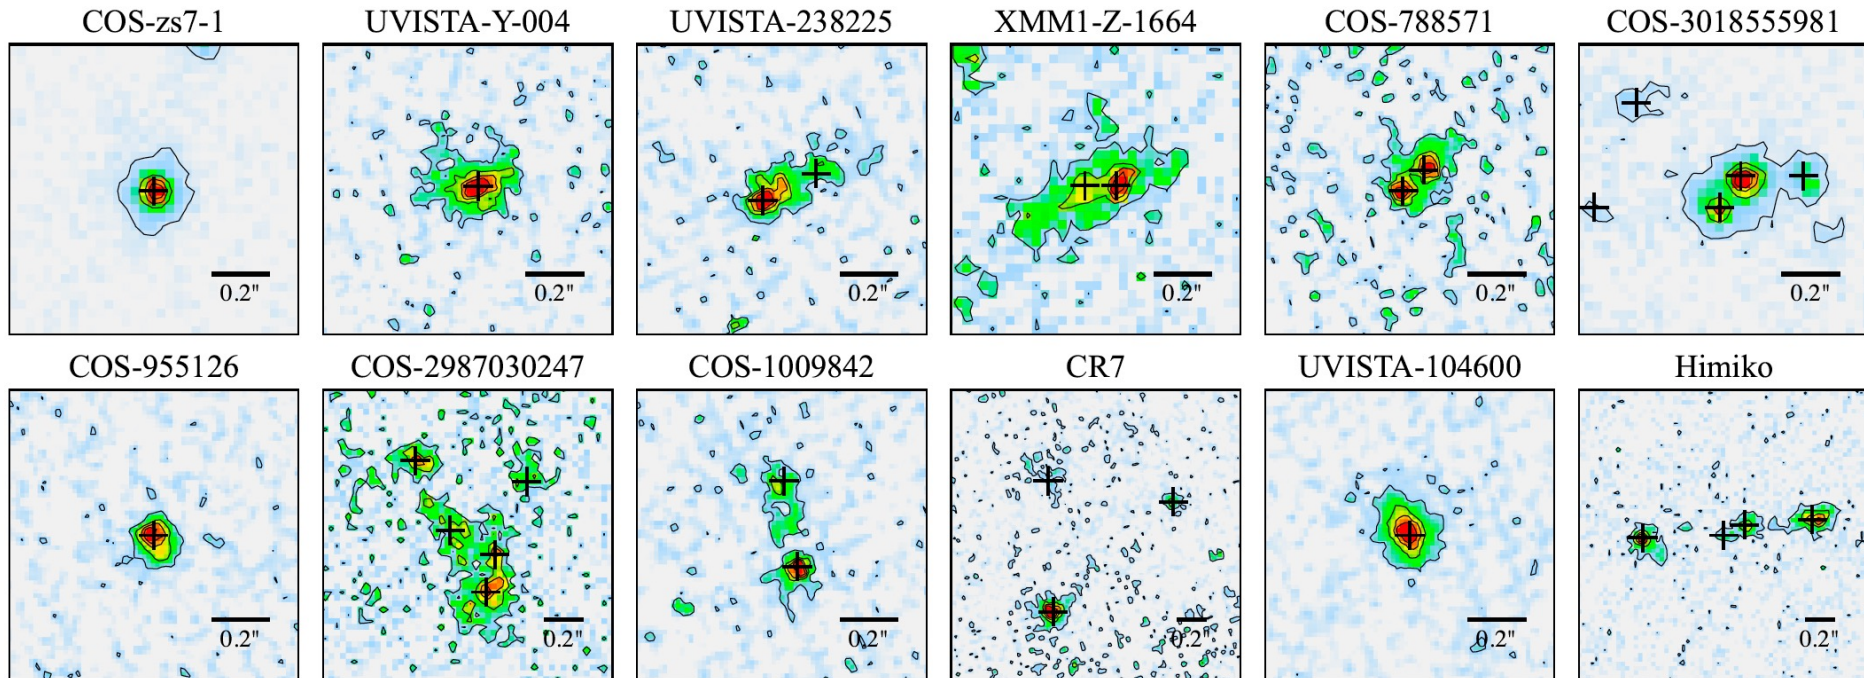 COS-zs7-1
UVISTA-Y-004
UVISTA-238225
XMM1-Z-1664
COS-788571
COS-3018555981
0.2"
0.2"
0.2"
0.2"
0.2"
0.2"
COS-955126
COS-2987030247
COS-1009842
CR7
UVISTA-104600
Himiko
0.2"
0.2"
0.2"
0.2"
0.2"
0.2"